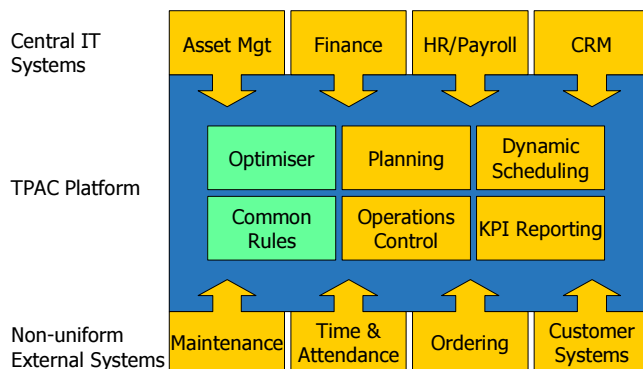 Central IT
Systems
Asset Mgt
Finance
HR/Payroll
CRM
TPAC Platform
Optimiser
Planning
Dynamic
Scheduling
Common
Rules
Operations
Control
KPI Reporting
Non-uniform
External Systems
Maintenance
Time &
Attendance
Ordering
Customer
Systems